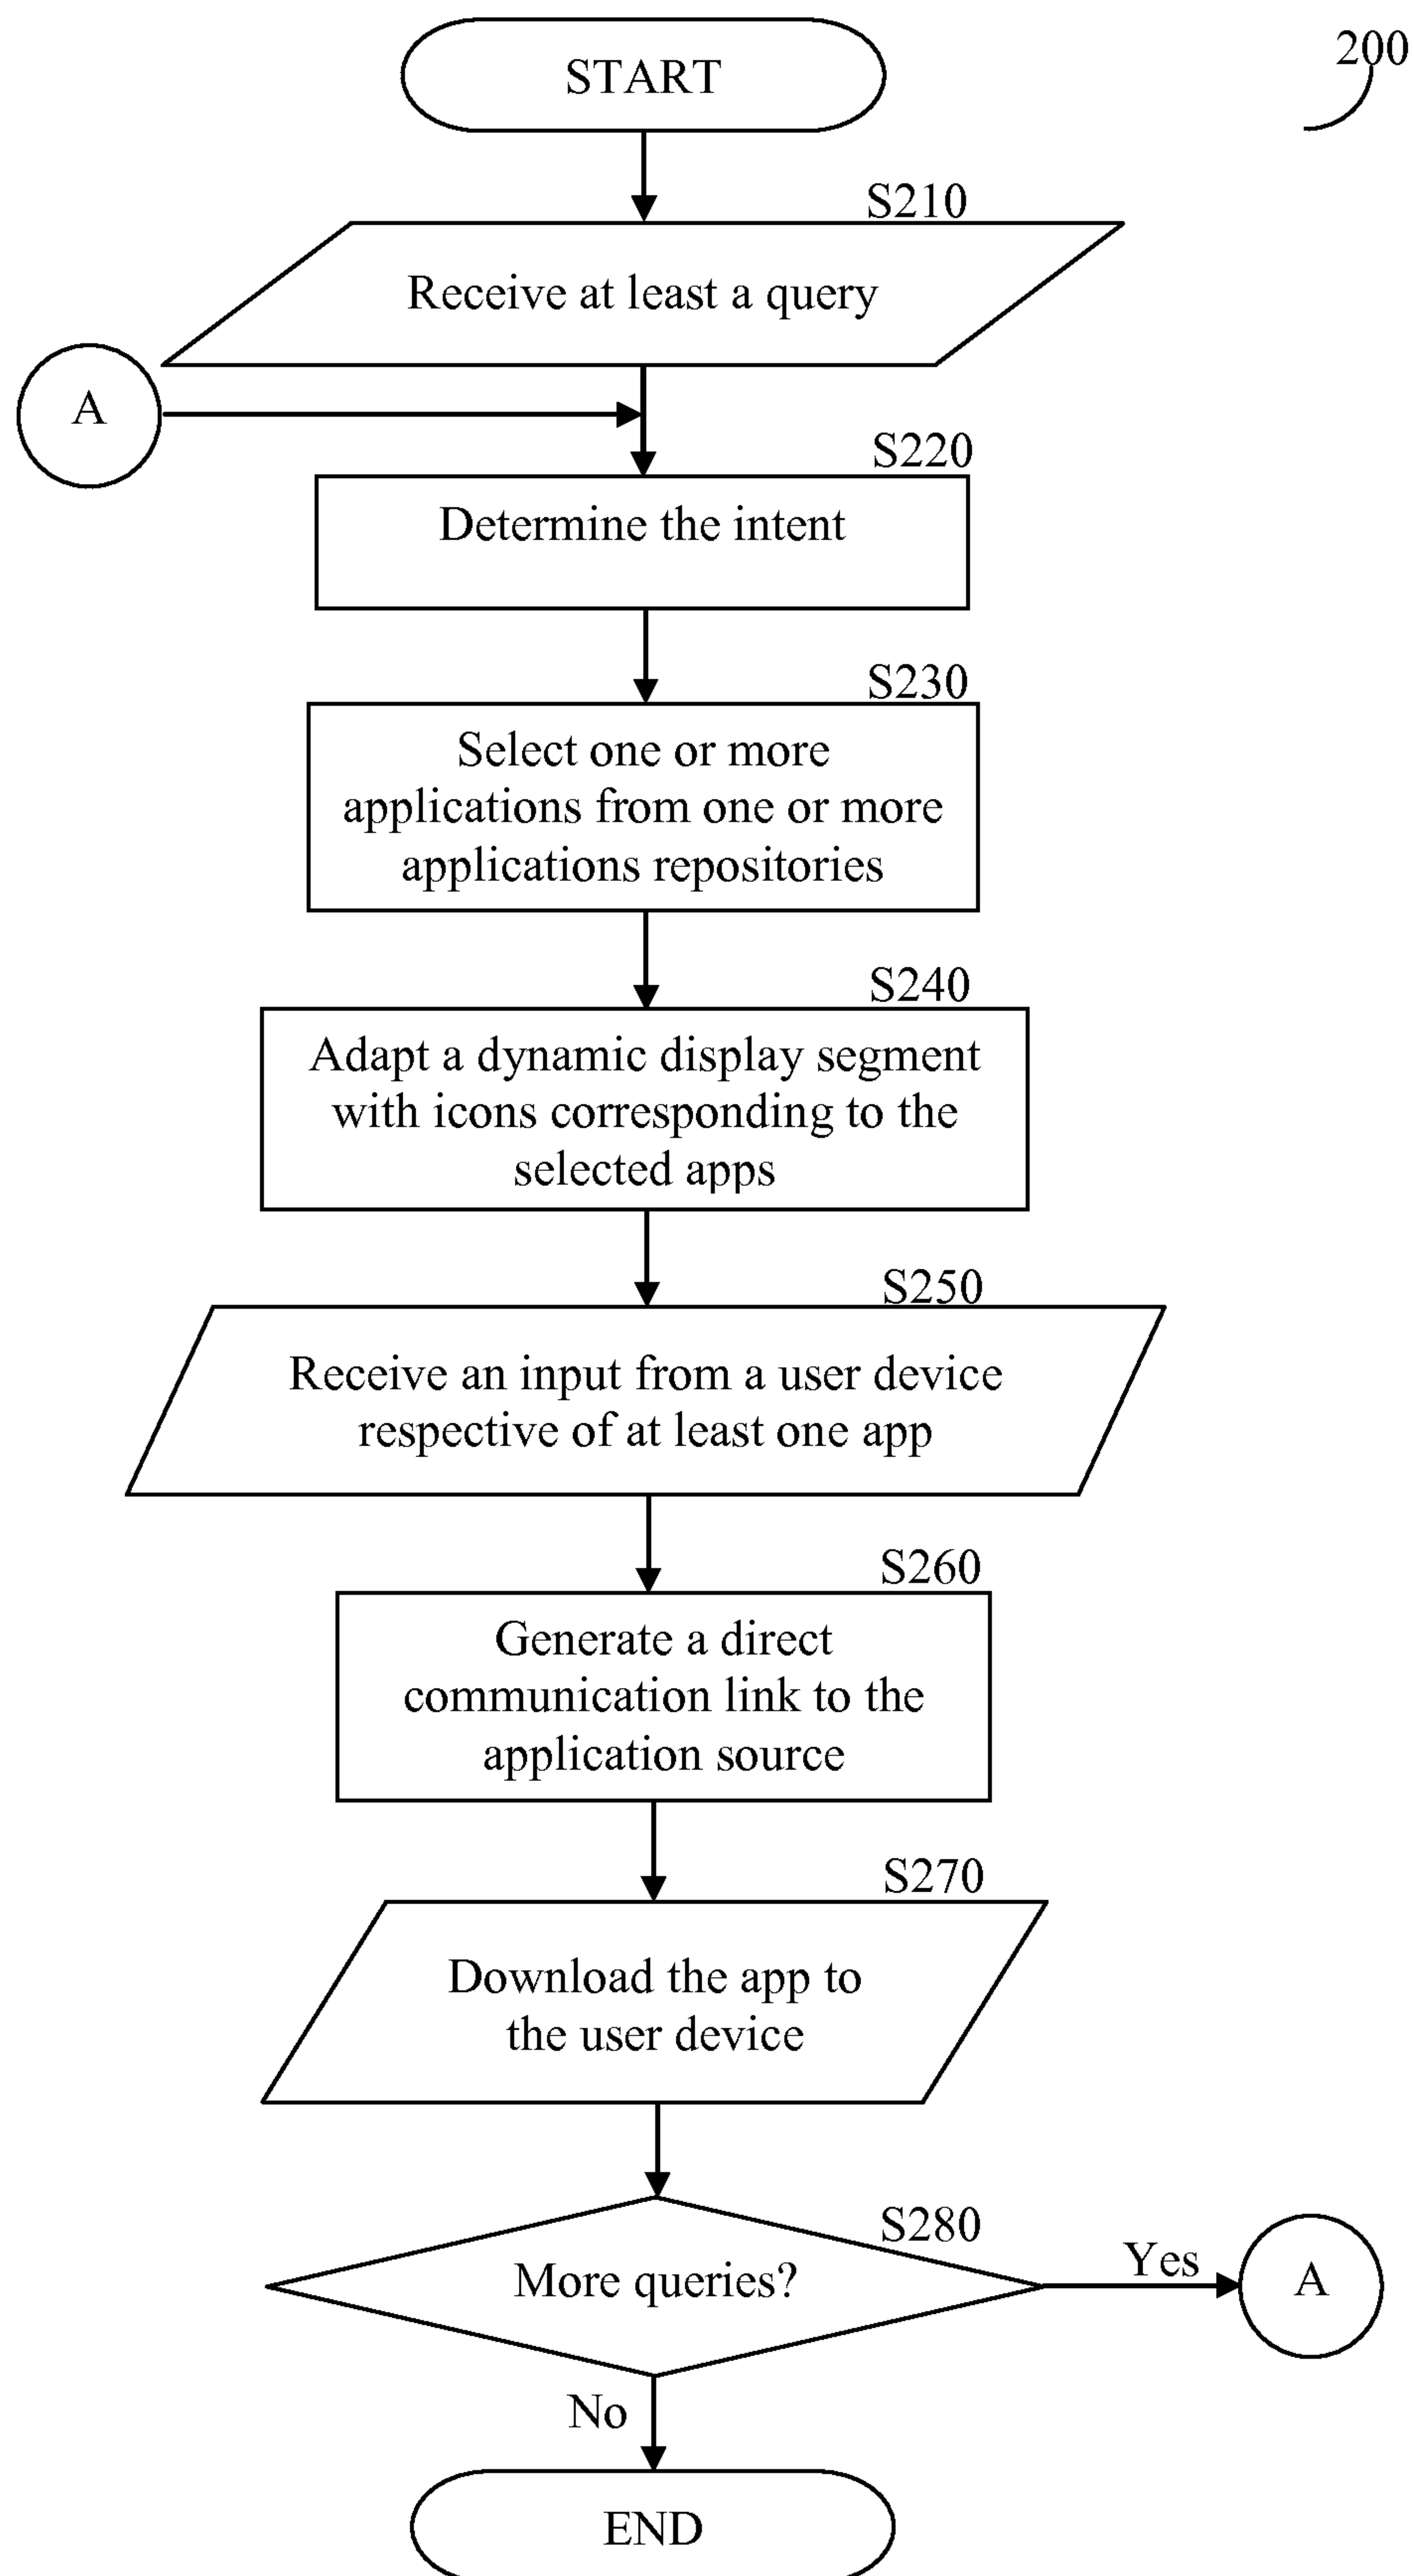 START
200
S210
Receive at least a query
A
S220
Determine the intent
S230
Select one or more
applications from one or more
applications repositories
S240
Adapt a dynamic display segment
with icons corresponding to the
selected apps
S250
Receive an input from a user device
respective of at least one app
S260
Generate a direct
communication link to the
application source
S270
Download the app to
the user device
S280
More queries?
Yes
A
No
END